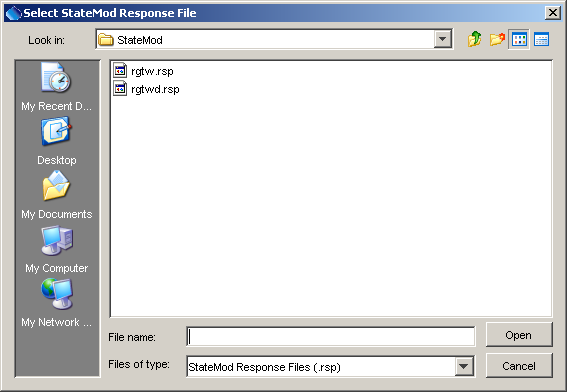 Select StateMod Response File
Look in:
StateMod
My Recent D...
Desktop
My Documents
My Computer
My Network ...
rgtw.rsp
rgtwd.rsp
File name:
Open
Files of type:
StateMod Response Files (.rsp)
Cancel